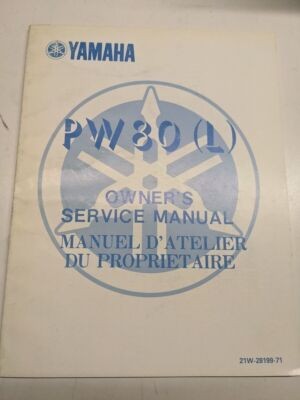 YAMAHA
PW80 (L)
OWNER'S
SERVICE MANUAL
MANUEL D'ATELIER
DU PROPRIETAIRE
21W-28199-71